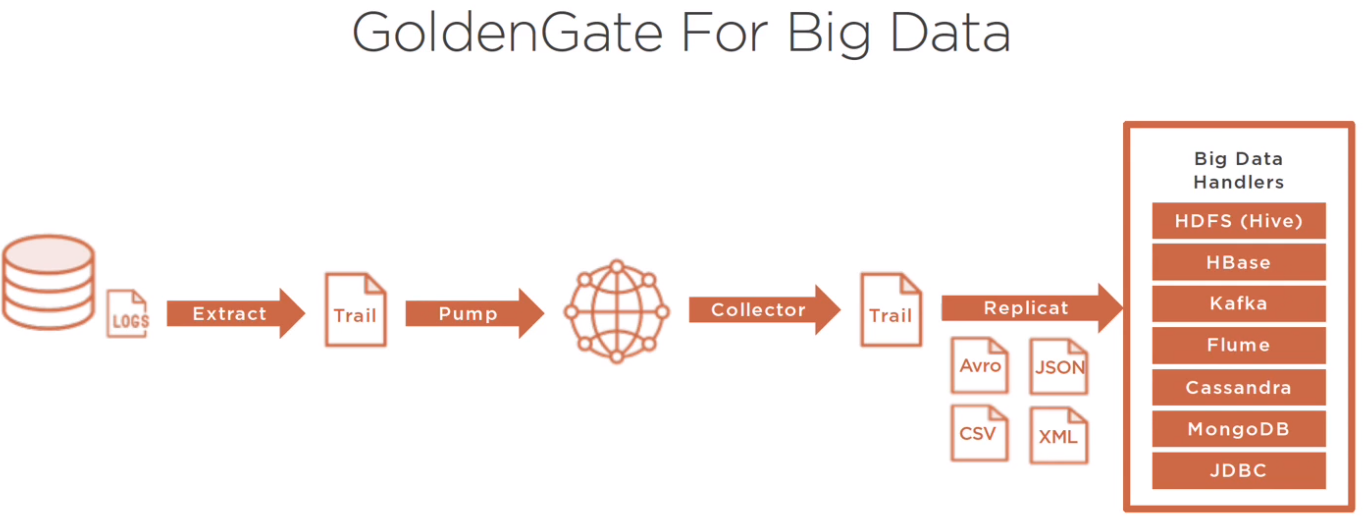 GoldenGate For Big Data
LOGS
Extract
Trail
Pump
Collector
Trail
Replicat
Avro
JSON
CSV
XML
Big Data
Handlers
HDFS (Hive)
HBase
Kafka
Flume
Cassandra
MongoDB
JDBC